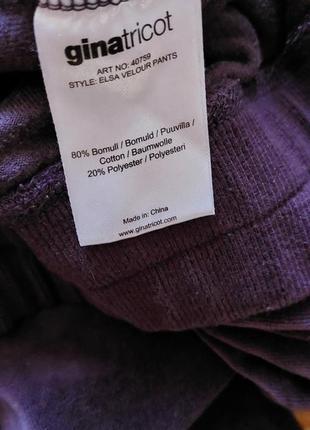 ginatricot
ART NO: 40759
STYLE: ELSA VELOUR PANTS
80% Bomull / Bomuld / Puuvilla /
Cotton / Baumwolle
20% Polyester / Polyesteri
Made in: China
www.ginatricot.com